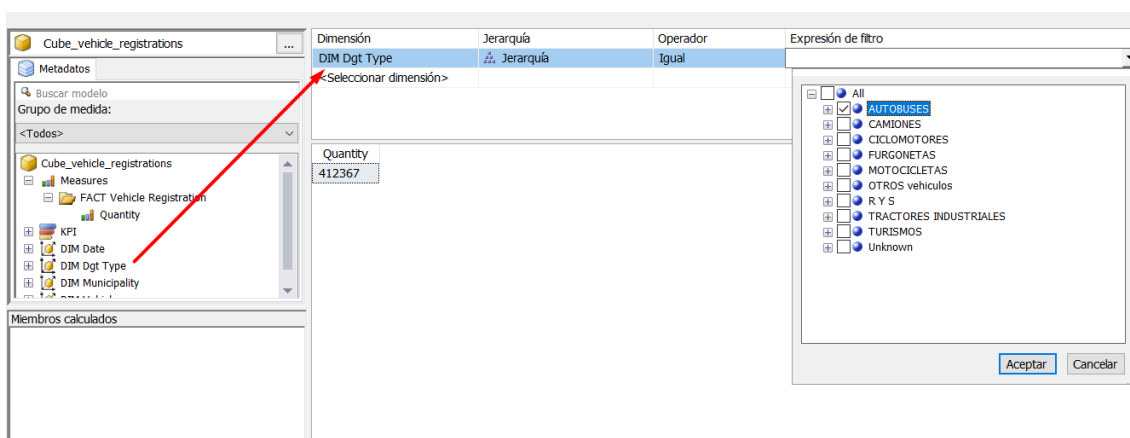 Cube_vehicle_registrations
...
Metadatos
Buscar modelo
Grupo de medida:
<Todos>
Cube_vehicle_registrations
Measures
FACT Vehicle Registration
Quantity
KPI
DIM Date
DIM Dgt Type
DIM Municipality
Miembros calculados
Dimensión Jerarquía Operador Expresión de filtro
DIM Dgt Type Jerarquía Igual
<Seleccionar dimensión>
Quantity
412367
All
AUTOBUSES
CAMIONES
CICLOMOTORES
FURGONETAS
MOTOCICLETAS
OTROS vehiculos
R Y S
TRACTORES INDUSTRIALES
TURISMOS
Unknown
Aceptar Cancelar